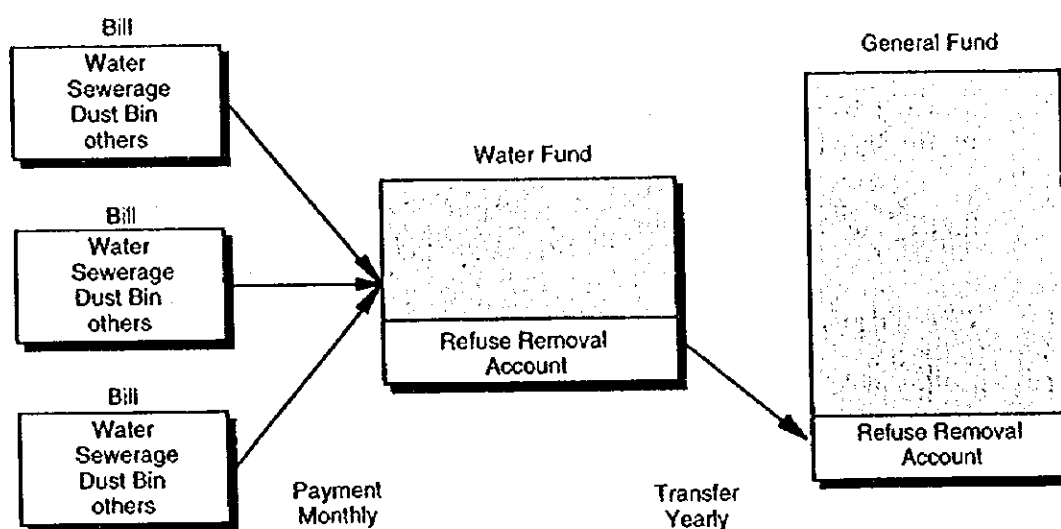 Bill
Water
Sewerage
Dust Bin
others
Bill
Water
Sewerage
Dust Bin
others
Bill
Water
Sewerage
Dust Bin
others
Payment
Monthly
Water Fund
Refuse Removal
Account
Transfer
Yearly
General Fund
Refuse Removal
Account